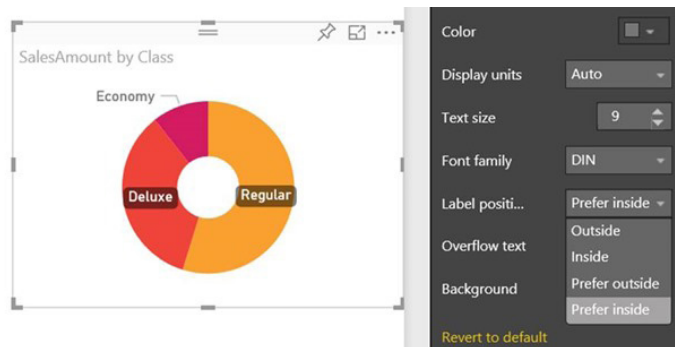 SalesAmount by Class
Economy
Deluxe
Regular
Color
Display units Auto
Text size 9
Font family DIN
Label positi... Prefer inside
Outside
Inside
Prefer outside
Prefer inside
Overflow text
Background
Revert to default